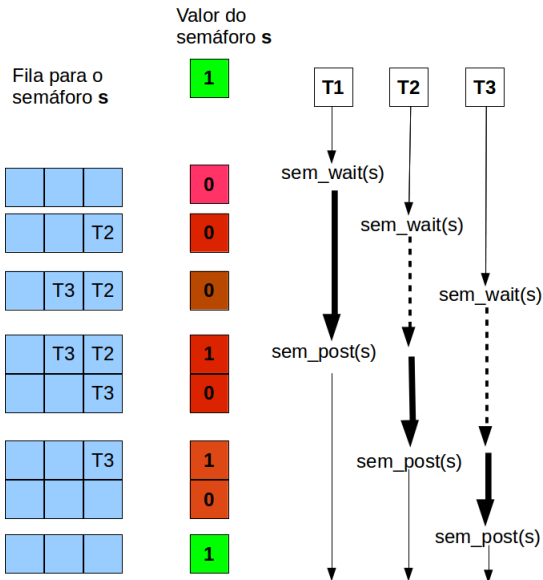 Valor do
semáforo s
Fila para o
semáforo s
1
T1 T2 T3
sem_wait(s)
0
sem_wait(s)
T2 0
T3 T2 0
sem_wait(s)
T3 T2 1
sem_post(s)
T3 0
T3 1
sem_post(s)
0
sem_post(s)
1